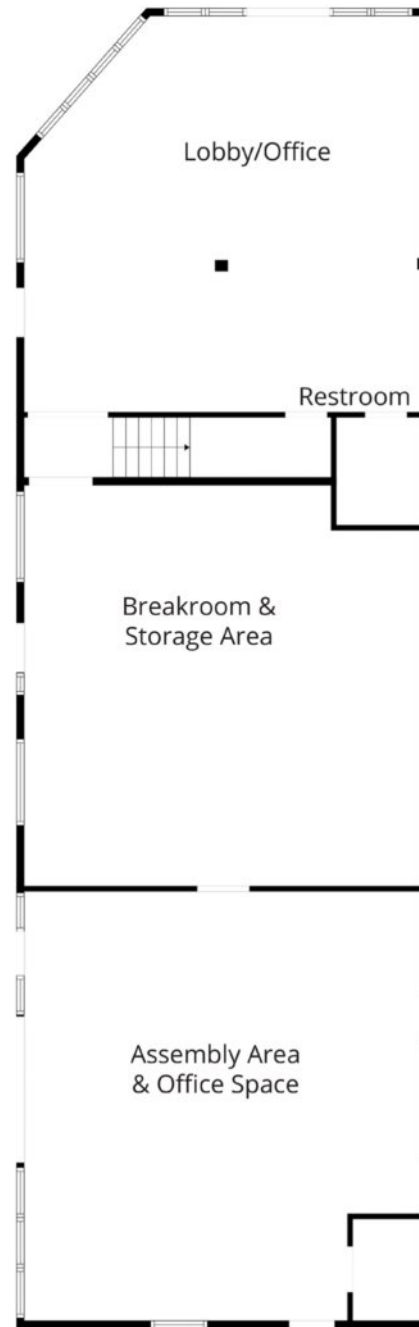 Lobby/Office
Restroom
Breakroom &
Storage Area
Assembly Area
& Office Space